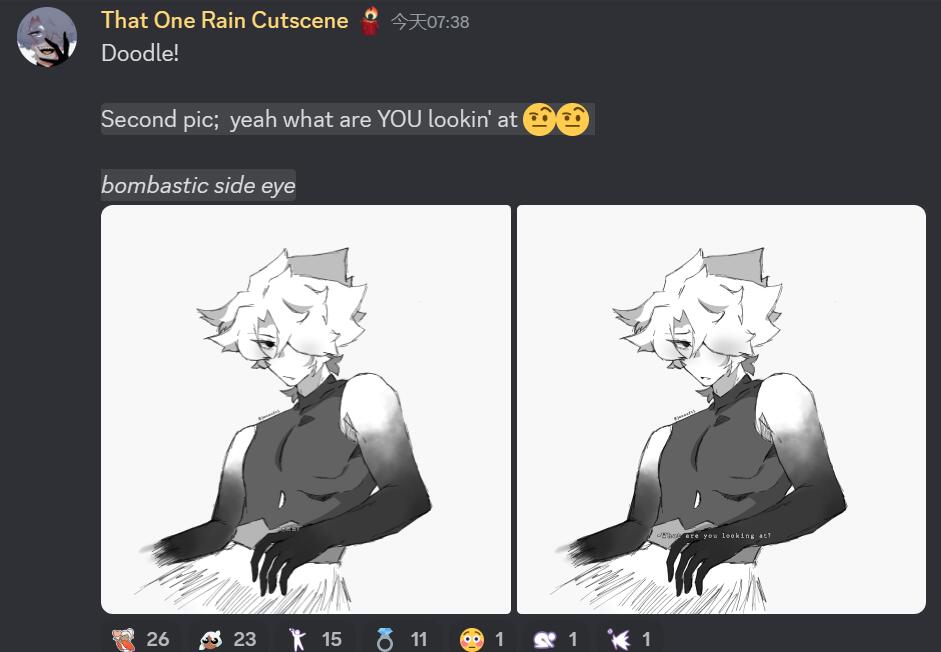 That One Rain Cutscene 今天07:38
Doodle!
Second pic;  yeah what are YOU lookin' at
bombastic side eye
-What are you looking at?
26 23 15 11 1 1 1